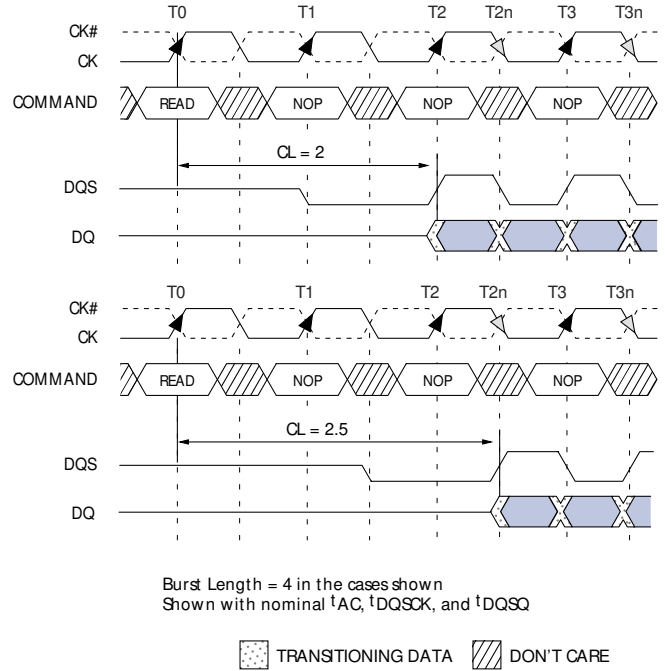 T0 T1 T2 T2n T3 T3n
CK#
CK
COMMAND READ NOP NOP NOP
CL = 2
DQS
DQ
T0 T1 T2 T2n T3 T3n
CK#
CK
COMMAND READ NOP NOP NOP
CL = 2.5
DQS
DQ
Burst Length = 4 in the cases shown
Shown with nominal tAC, tDQSCK, and tDQSQ
TRANSITIONING DATA DON'T CARE